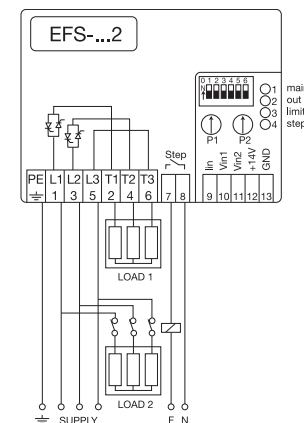 EFS-...2
0 1 2 3 4 5 6
N
1 main
2 out
3 limit
4 step
P1 P2
Step
PE L1 L2 L3 T1 T2 T3
1 3 5 2 4 6 7 8
Iin Vin1 Vin2 +14V GND
9 10 11 12 13
LOAD 1
LOAD 2
SUPPLY F N